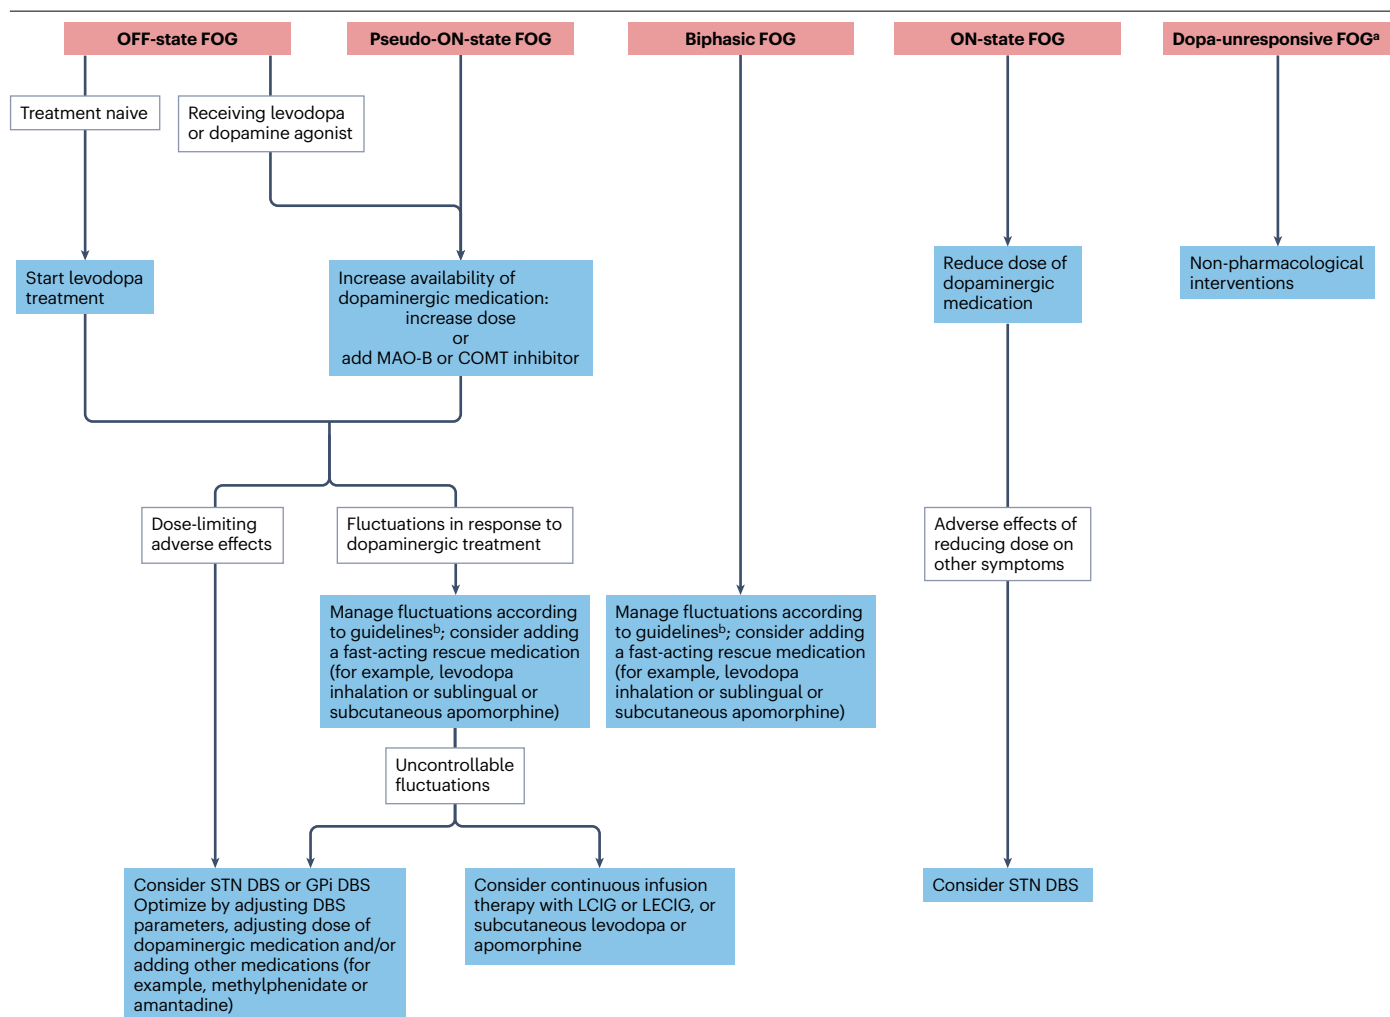 OFF-state FOG
Pseudo-ON-state FOG
Biphasic FOG
ON-state FOG
Dopa-unresponsive FOGᵃ
Treatment naive
Receiving levodopa
or dopamine agonist
Start levodopa
treatment
Increase availability of
dopaminergic medication:
increase dose
or
add MAO-B or COMT inhibitor
Reduce dose of
dopaminergic
medication
Non-pharmacological
interventions
Dose-limiting
adverse effects
Fluctuations in response to
dopaminergic treatment
Adverse effects of
reducing dose on
other symptoms
Manage fluctuations according
to guidelinesᵇ; consider adding
a fast-acting rescue medication
(for example, levodopa
inhalation or sublingual or
subcutaneous apomorphine)
Manage fluctuations according
to guidelinesᵇ; consider adding
a fast-acting rescue medication
(for example, levodopa
inhalation or sublingual or
subcutaneous apomorphine)
Uncontrollable
fluctuations
Consider STN DBS or GPi DBS
Optimize by adjusting DBS
parameters, adjusting dose of
dopaminergic medication and/or
adding other medications (for
example, methylphenidate or
amantadine)
Consider continuous infusion
therapy with LCIG or LECIG, or
subcutaneous levodopa or
apomorphine
Consider STN DBS